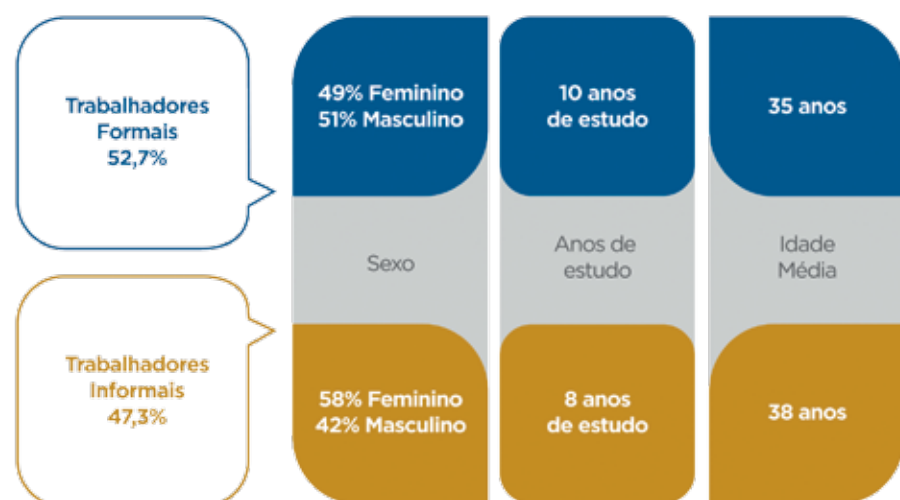 Trabalhadores
Formais
52,7%
49% Feminino
51% Masculino
10 anos
de estudo
35 anos
Sexo
Anos de
estudo
Idade
Média
Trabalhadores
Informais
47,3%
58% Feminino
42% Masculino
8 anos
de estudo
38 anos